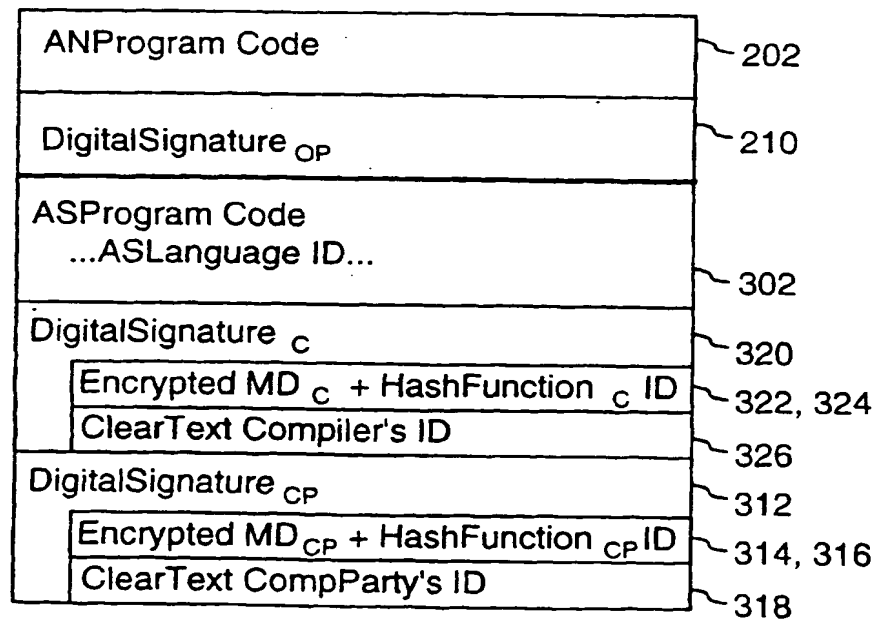 ANProgram Code 202
DigitalSignature OP 210
ASProgram Code
...ASLanguage ID...
302
DigitalSignature C 320
Encrypted MD C + HashFunction C ID 322, 324
ClearText Compiler's ID 326
DigitalSignature CP 312
Encrypted MD CP + HashFunction CP ID 314, 316
ClearText CompParty's ID 318